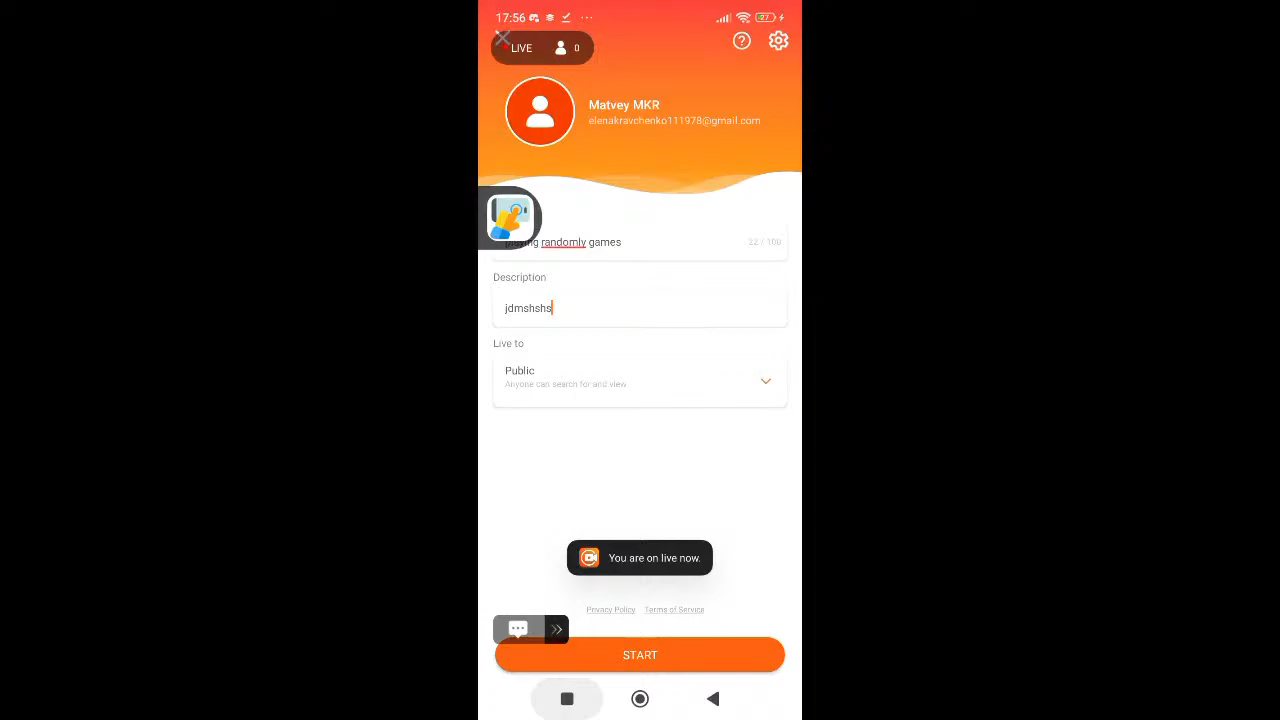 17:56
27
LIVE 0
Matvey MKR
elenakravchenko111978@gmail.com
randomly games
22 / 100
Description
jdmshshs
Live to
Public
Anyone can search for and view
You are on live now.
Privacy Policy Terms of Service
START